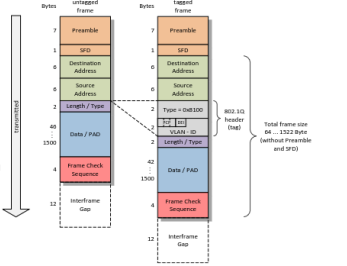 Bytes
untagged
frame
7
Preamble
1
SFD
6
Destination
Address
6
Source
Address
2
Length / Type
46
1500
Data / PAD
4
Frame Check
Sequence
12
Interframe
Gap
transmitted
Bytes
tagged
frame
7
Preamble
1
SFD
6
Destination
Address
6
Source
Address
2
Type = 0x8100
2
VLAN - ID
2
Length / Type
42
1500
Data / PAD
4
Frame Check
Sequence
12
Interframe
Gap
802.1Q
header
(tag)
Total frame size
64 ... 1522 Byte
(without Preamble
and SFD)